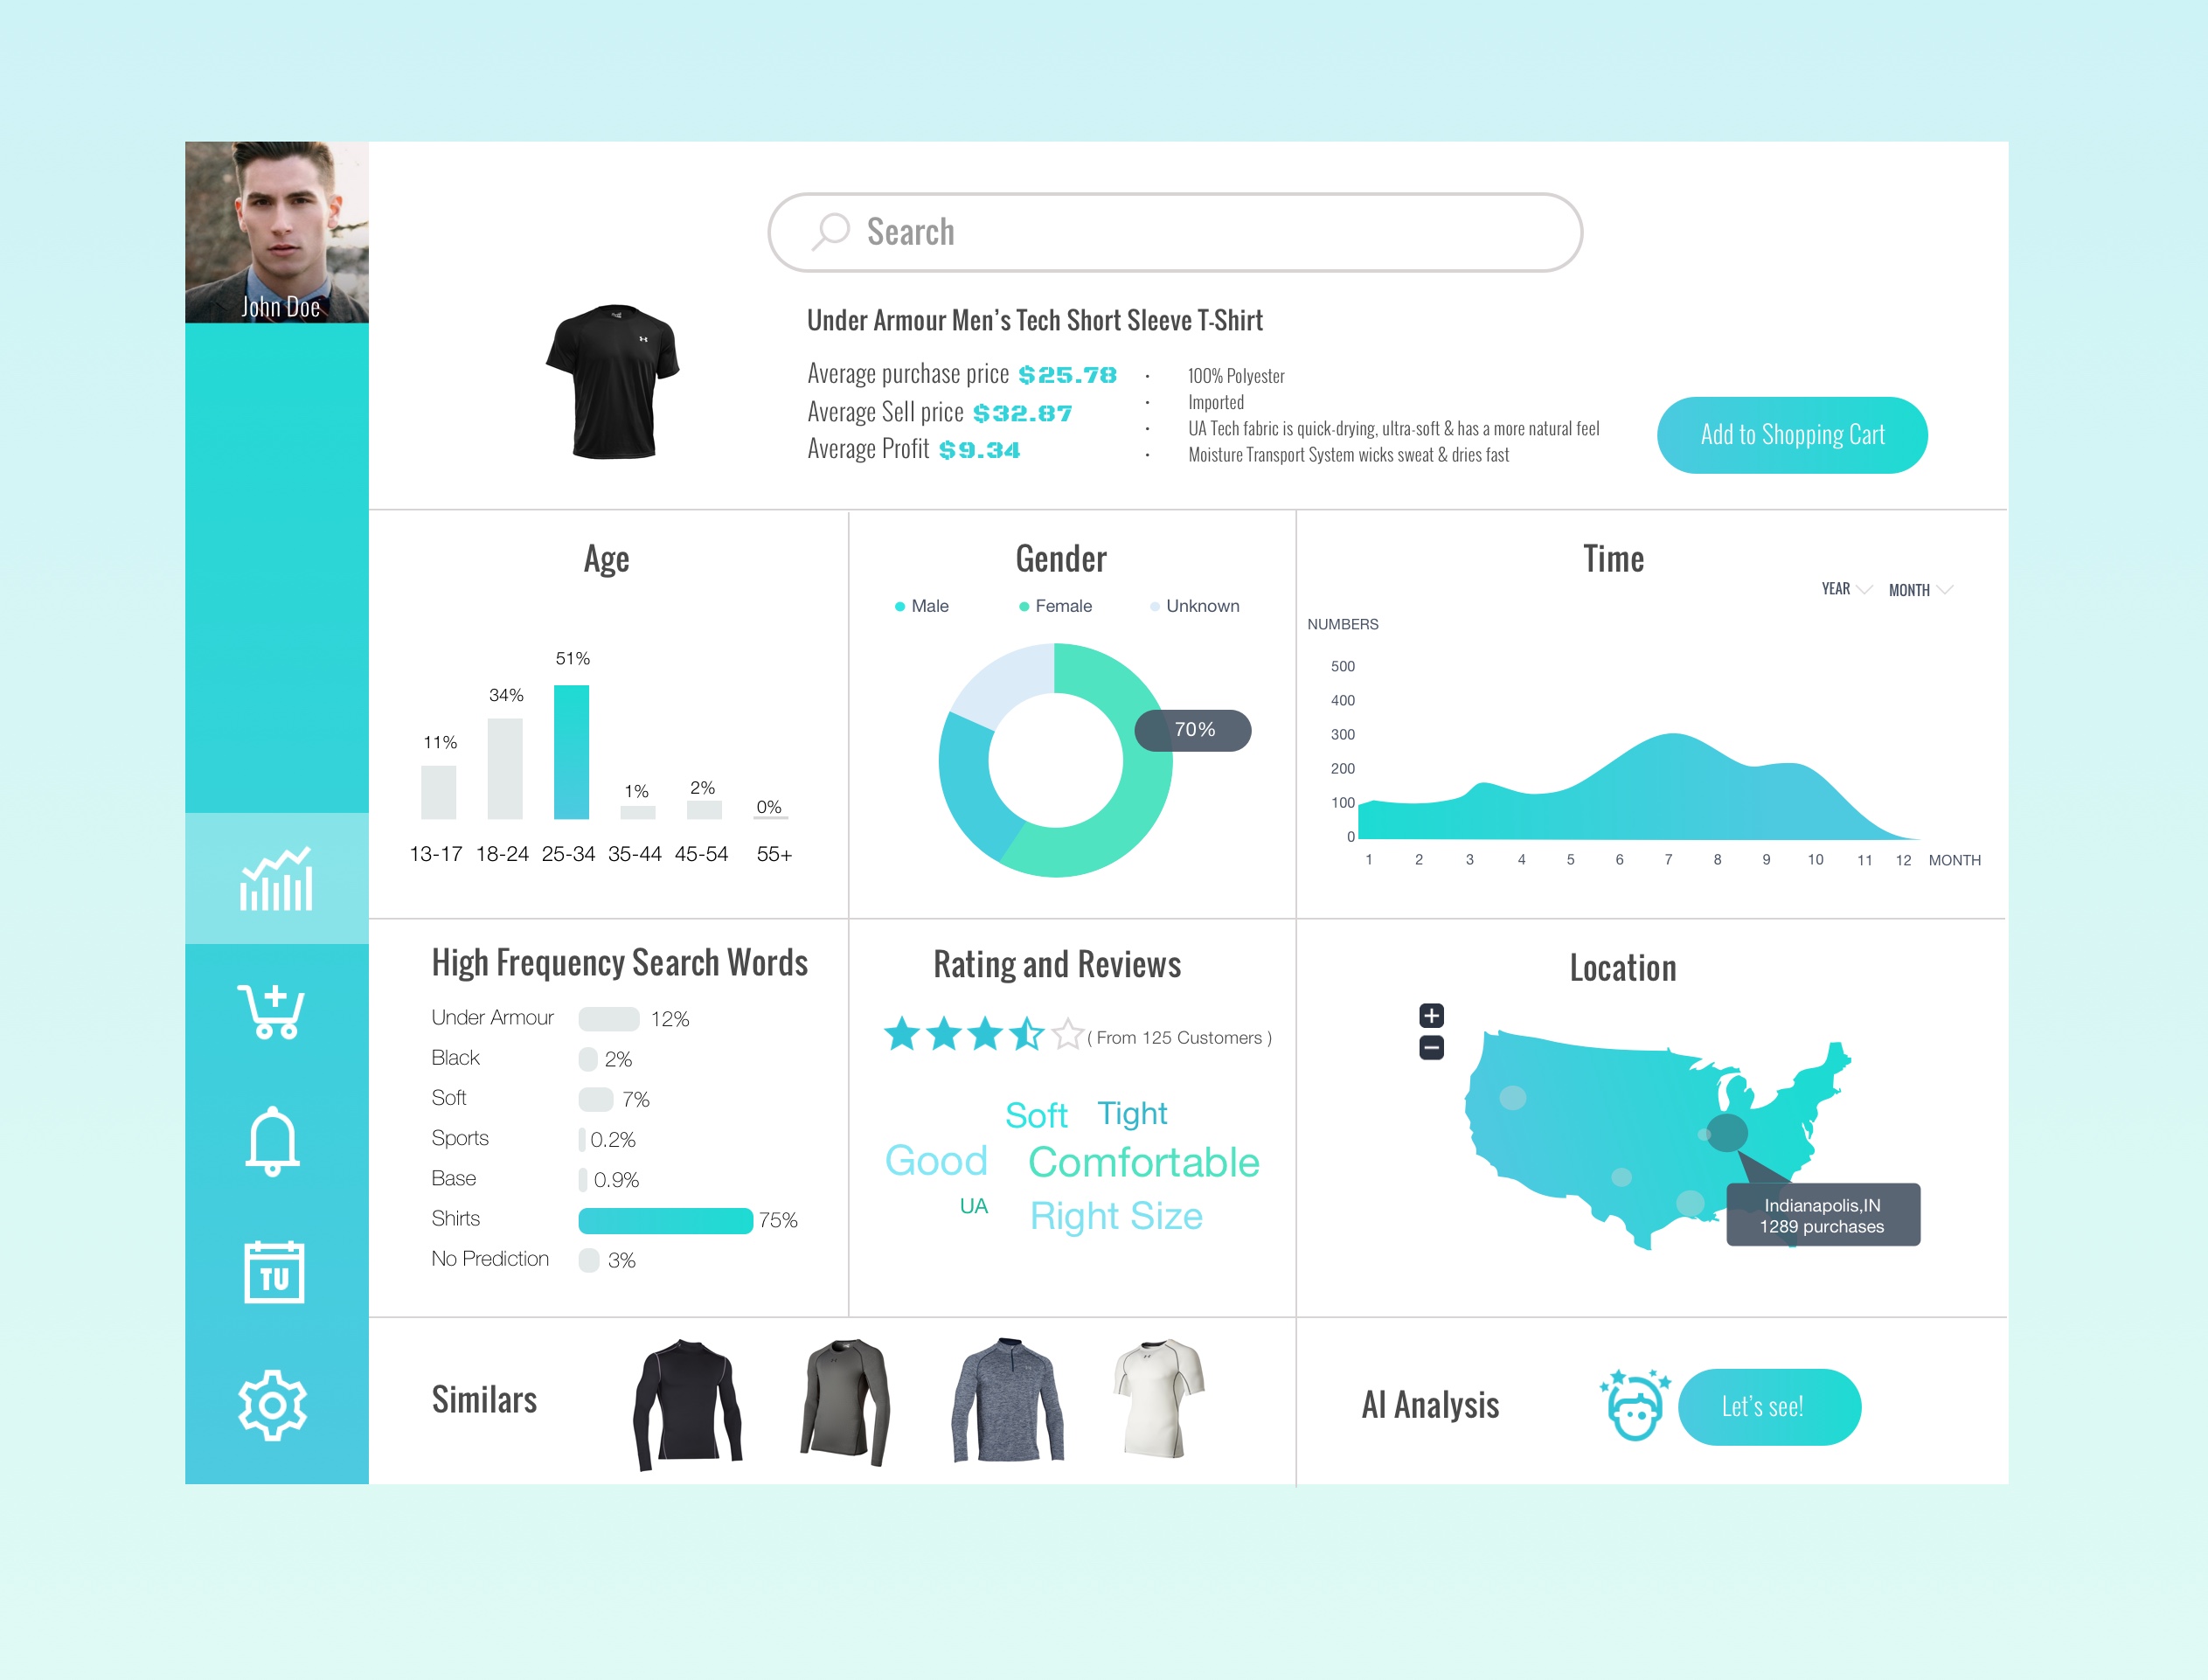 John Doe
Search
Under Armour Men's Tech Short Sleeve T-Shirt
Average purchase price $25.78
Average Sell price $32.87
Average Profit $9.34
· 100% Polyester
· Imported
· UA Tech fabric is quick-drying, ultra-soft & has a more natural feel
· Moisture Transport System wicks sweat & dries fast
Add to Shopping Cart
Age
51%
34%
11%
1%
2%
0%
13-17 18-24 25-34 35-44 45-54 55+
Gender
Male Female Unknown
70%
Time
YEAR MONTH
NUMBERS
500
400
300
200
100
0
1 2 3 4 5 6 7 8 9 10 11 12 MONTH
High Frequency Search Words
Under Armour 12%
Black 2%
Soft 7%
Sports 0.2%
Base 0.9%
Shirts 75%
No Prediction 3%
Rating and Reviews
( From 125 Customers )
Soft Tight
Good Comfortable
UA Right Size
Location
+
−
Indianapolis,IN
1289 purchases
TU
Similars
AI Analysis
Let's see!